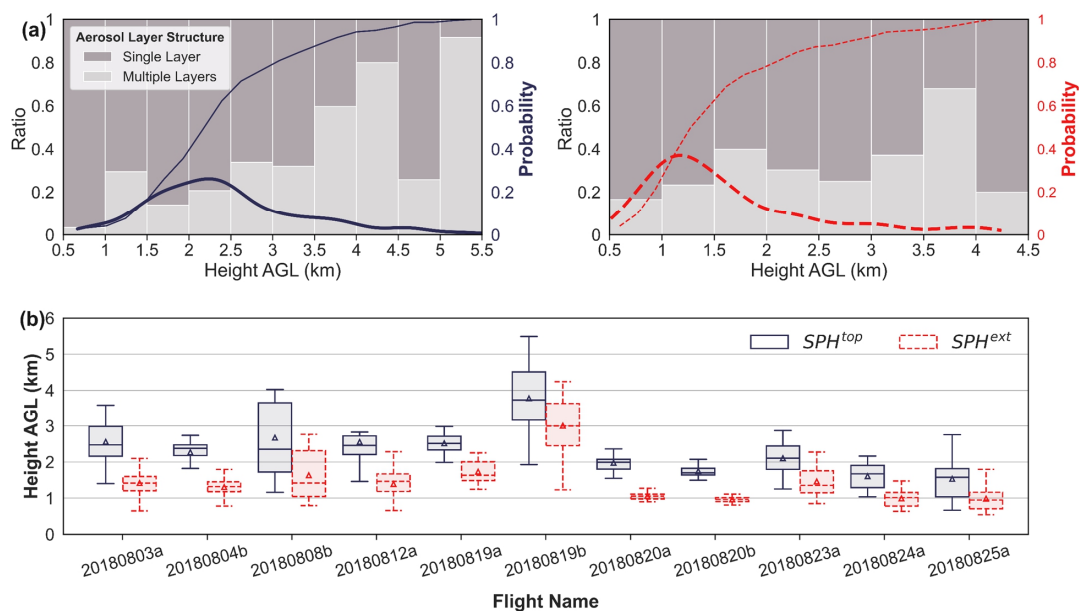 (a)
Aerosol Layer Structure
Single Layer
Multiple Layers
Ratio
0 0.2 0.4 0.6 0.8 1
0.5 1 1.5 2 2.5 3 3.5 4 4.5 5 5.5
Height AGL (km)
0 0.2 0.4 0.6 0.8 1
Probability
Ratio
0 0.2 0.4 0.6 0.8 1
0.5 1 1.5 2 2.5 3 3.5 4 4.5
Height AGL (km)
0 0.2 0.4 0.6 0.8 1
Probability
(b)
Height AGL (km)
0 1 2 3 4 5 6
SPH^top SPH^ext
20180803a 20180804b 20180808b 20180812a 20180819a 20180819b 20180820a 20180820b 20180823a 20180824a 20180825a
Flight Name